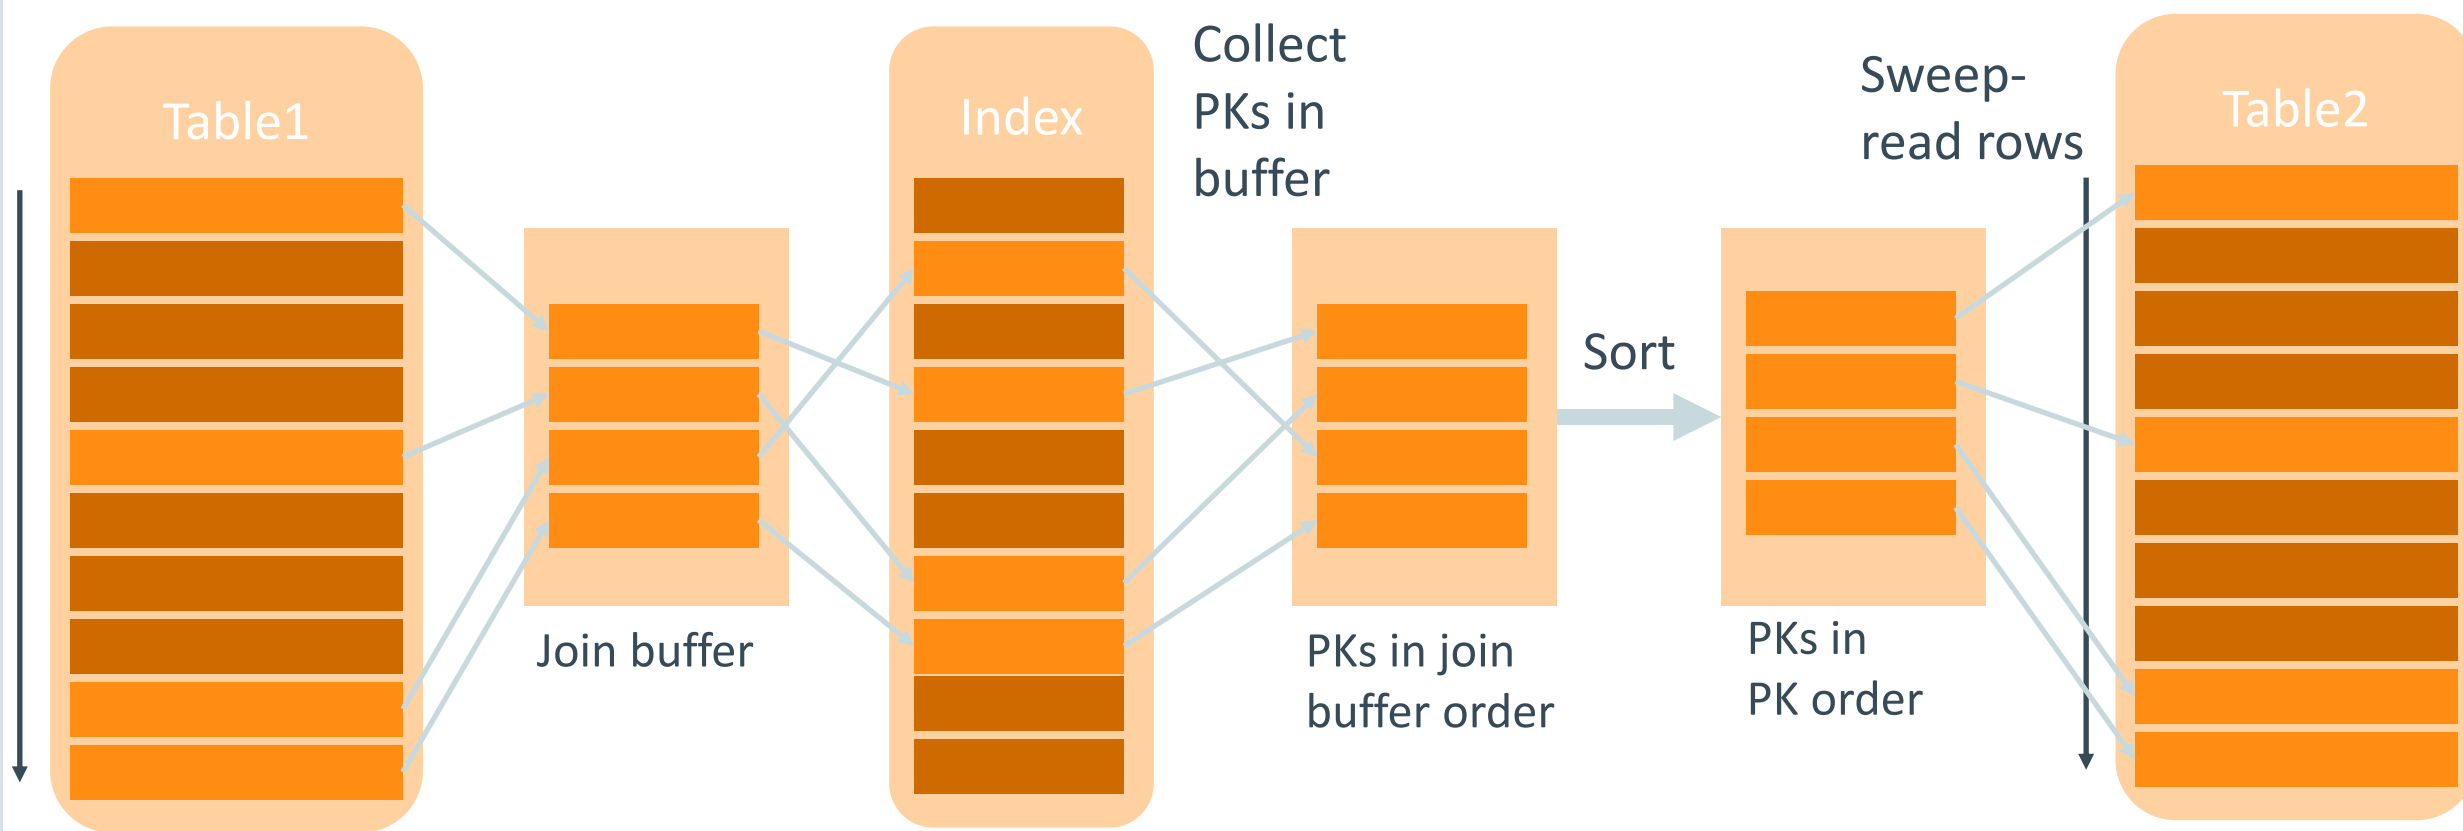 Table1
Join buffer
Index
Collect
PKs in
buffer
PKs in join
buffer order
Sort
PKs in
PK order
Sweep-
read rows
Table2